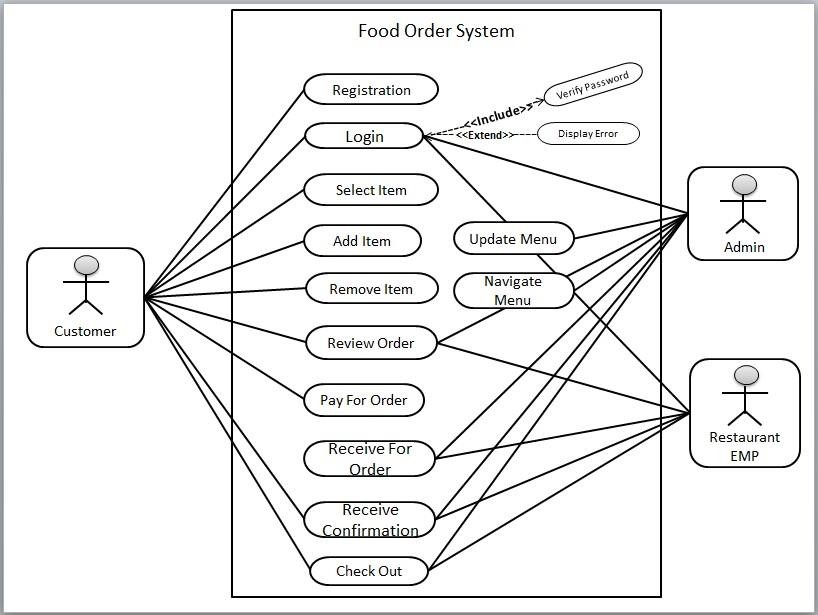 Food Order System
Registration
Verify Password
<<Include>>
Login
<<Extend>>
Display Error
Select Item
Add Item
Update Menu
Admin
Remove Item
Navigate
Menu
Customer
Review Order
Pay For Order
Restaurant
EMP
Receive For
Order
Receive
Confirmation
Check Out